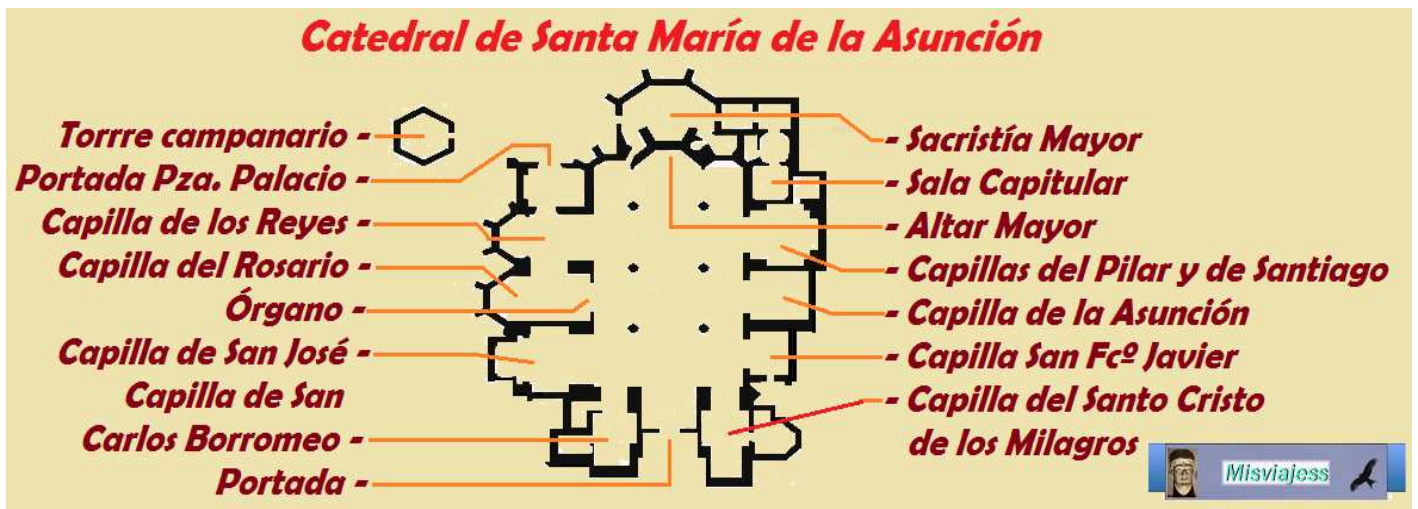 Catedral de Santa María de la Asunción
Torrre campanario -
Portada Pza. Palacio -
Capilla de los Reyes -
Capilla del Rosario -
Órgano -
Capilla de San José -
Capilla de San
Carlos Borromeo -
Portada -
- Sacristía Mayor
- Sala Capitular
- Altar Mayor
- Capillas del Pilar y de Santiago
- Capilla de la Asunción
- Capilla San Fcº Javier
- Capilla del Santo Cristo
de los Milagros
Misviajess